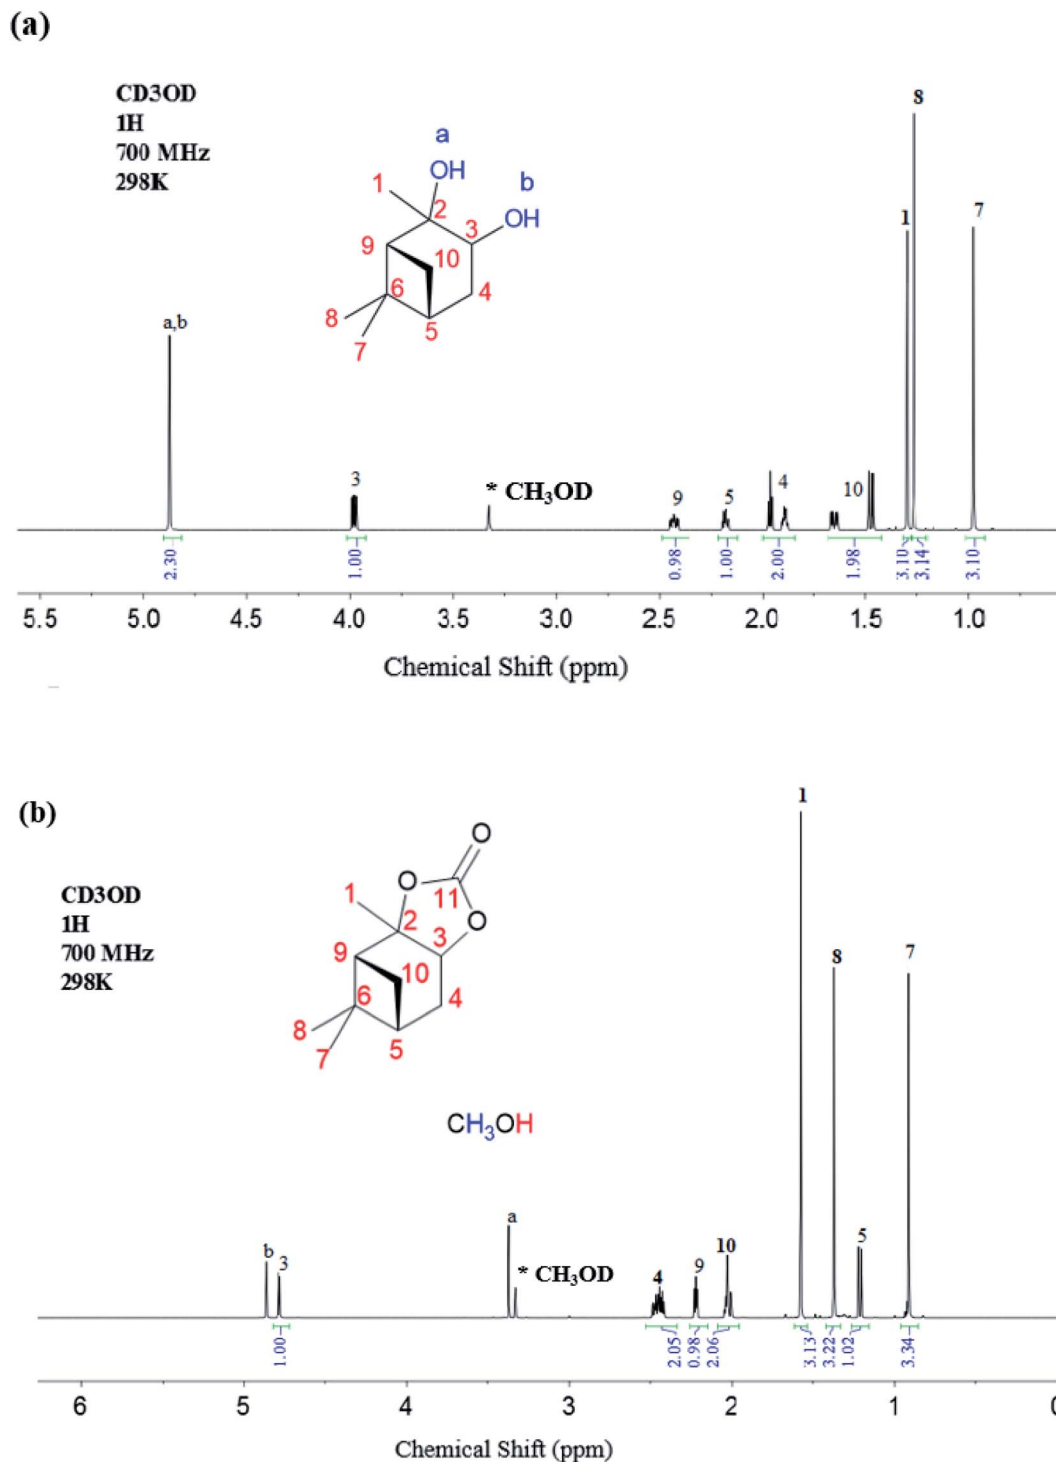 (a)
CD3OD
1H
700 MHz
298K
a
OH
b
OH
1
2
3
9
10
4
6
8
5
7
8
1
7
a,b
3
* CH₃OD
9
5
4
10
2.30
1.00
0.98
1.00
2.00
1.98
3.10
3.14
3.10
5.5 5.0 4.5 4.0 3.5 3.0 2.5 2.0 1.5 1.0
Chemical Shift (ppm)
(b)
CD3OD
1H
700 MHz
298K
O
O
11
O
1
2
3
9
10
4
6
8
5
7
CH₃OH
1
8
7
b
3
a
* CH₃OD
4
9
10
5
1.00
2.05
0.98
2.06
3.13
3.22
1.02
3.34
6 5 4 3 2 1 0
Chemical Shift (ppm)